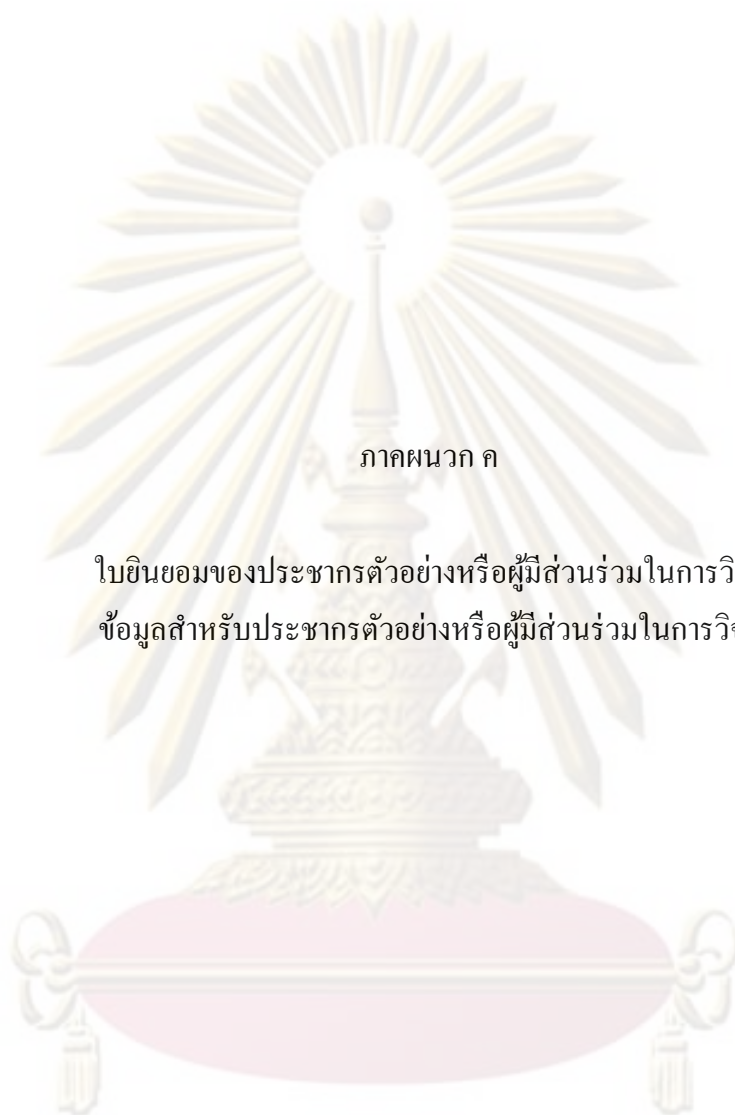 ภาคผนวก ค
ใบยินยอมของประชากรตัวอย่างหรือผู้มีส่วนร่วมในการวิ
ข้อมูลสำหรับประชากรตัวอย่างหรือผู้มีส่วนร่วมในการวิจ